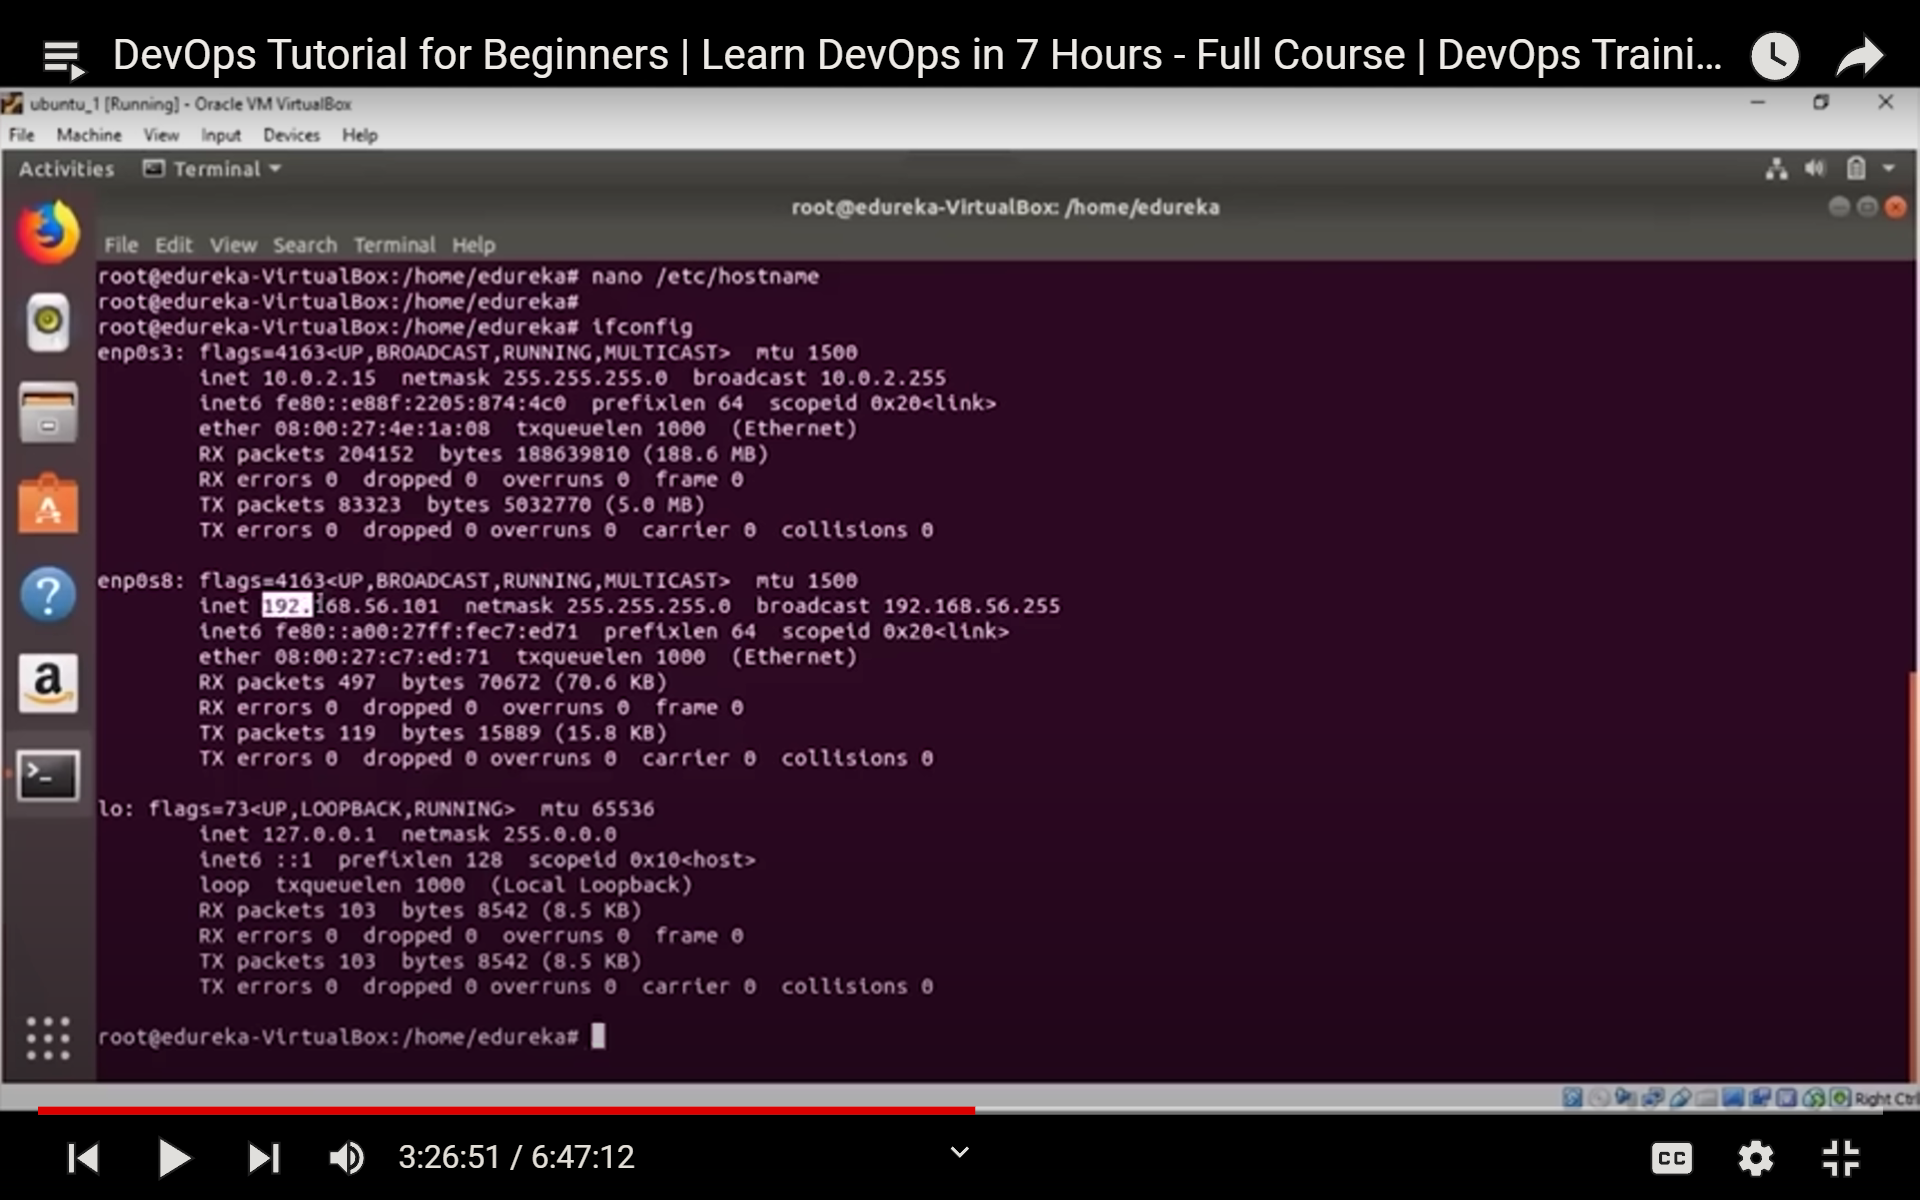 DevOps Tutorial for Beginners | Learn DevOps in 7 Hours - Full Course | DevOps Traini...
ubuntu_1 [Running] - Oracle VM VirtualBox
File Machine View Input Devices Help
Activities Terminal
root@edureka-VirtualBox: /home/edureka
File Edit View Search Terminal Help
root@edureka-VirtualBox:/home/edureka# nano /etc/hostname
root@edureka-VirtualBox:/home/edureka#
root@edureka-VirtualBox:/home/edureka# ifconfig
enp0s3: flags=4163<UP,BROADCAST,RUNNING,MULTICAST> mtu 1500
inet 10.0.2.15 netmask 255.255.255.0 broadcast 10.0.2.255
inet6 fe80::e88f:2205:874:4c0 prefixlen 64 scopeid 0x20<link>
ether 08:00:27:4e:1a:08 txqueuelen 1000 (Ethernet)
RX packets 204152 bytes 188639810 (188.6 MB)
RX errors 0 dropped 0 overruns 0 frame 0
TX packets 83323 bytes 5032770 (5.0 MB)
TX errors 0 dropped 0 overruns 0 carrier 0 collisions 0
enp0s8: flags=4163<UP,BROADCAST,RUNNING,MULTICAST> mtu 1500
inet 192.168.56.101 netmask 255.255.255.0 broadcast 192.168.56.255
inet6 fe80::a00:27ff:fec7:ed71 prefixlen 64 scopeid 0x20<link>
ether 08:00:27:c7:ed:71 txqueuelen 1000 (Ethernet)
RX packets 497 bytes 70672 (70.6 KB)
RX errors 0 dropped 0 overruns 0 frame 0
TX packets 119 bytes 15889 (15.8 KB)
TX errors 0 dropped 0 overruns 0 carrier 0 collisions 0
lo: flags=73<UP,LOOPBACK,RUNNING> mtu 65536
inet 127.0.0.1 netmask 255.0.0.0
inet6 ::1 prefixlen 128 scopeid 0x10<host>
loop txqueuelen 1000 (Local Loopback)
RX packets 103 bytes 8542 (8.5 KB)
RX errors 0 dropped 0 overruns 0 frame 0
TX packets 103 bytes 8542 (8.5 KB)
TX errors 0 dropped 0 overruns 0 carrier 0 collisions 0
root@edureka-VirtualBox:/home/edureka#
Right Ctrl
3:26:51 / 6:47:12
CC